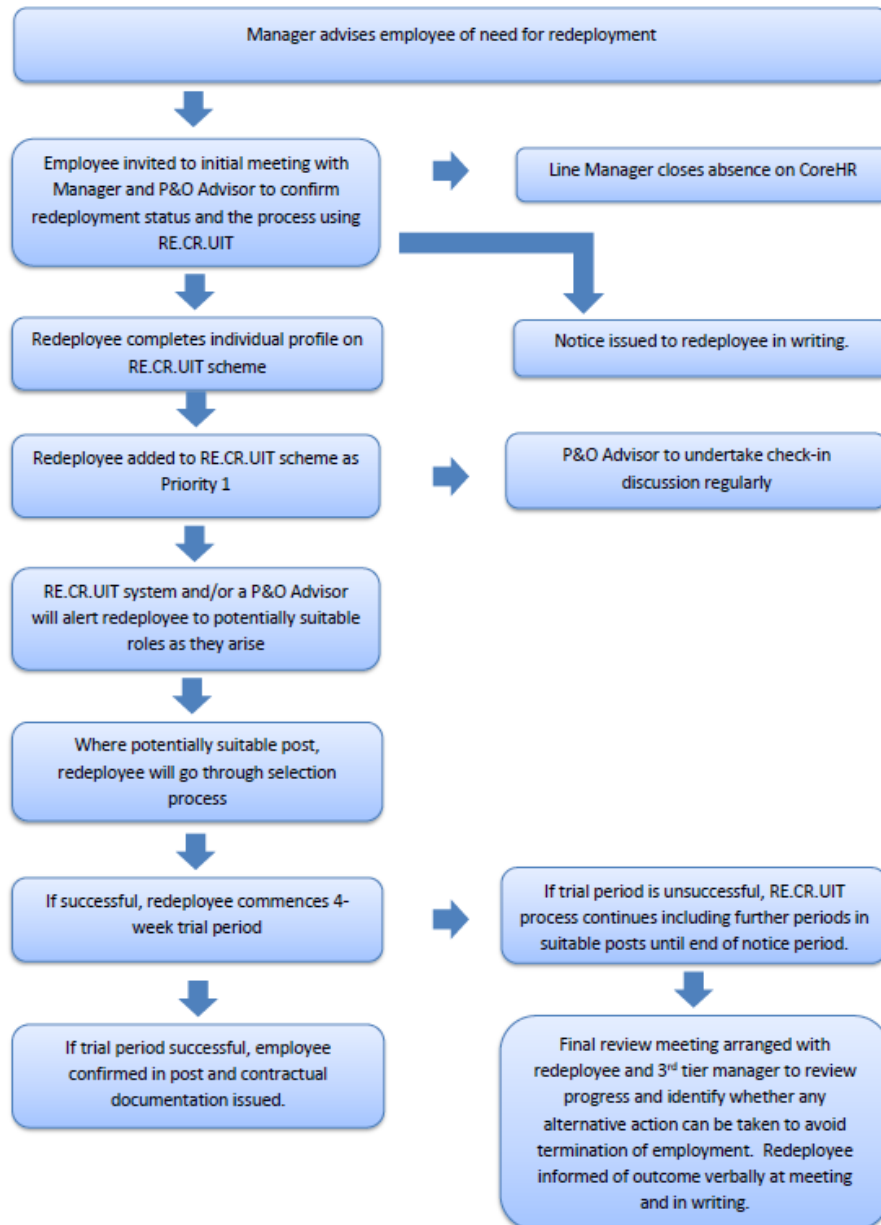 Manager advises employee of need for redeployment
Employee invited to initial meeting with
Manager and P&O Advisor to confirm
redeployment status and the process using
RE.CR.UIT
Line Manager closes absence on CoreHR
Notice issued to redeployee in writing.
Redeployee completes individual profile on
RE.CR.UIT scheme
Redeployee added to RE.CR.UIT scheme as
Priority 1
P&O Advisor to undertake check-in
discussion regularly
RE.CR.UIT system and/or a P&O Advisor
will alert redeployee to potentially suitable
roles as they arise
Where potentially suitable post,
redeployee will go through selection
process
If successful, redeployee commences 4-
week trial period
If trial period is unsuccessful, RE.CR.UIT
process continues including further periods in
suitable posts until end of notice period.
If trial period successful, employee
confirmed in post and contractual
documentation issued.
Final review meeting arranged with
redeployee and 3rd tier manager to review
progress and identify whether any
alternative action can be taken to avoid
termination of employment. Redeployee
informed of outcome verbally at meeting
and in writing.